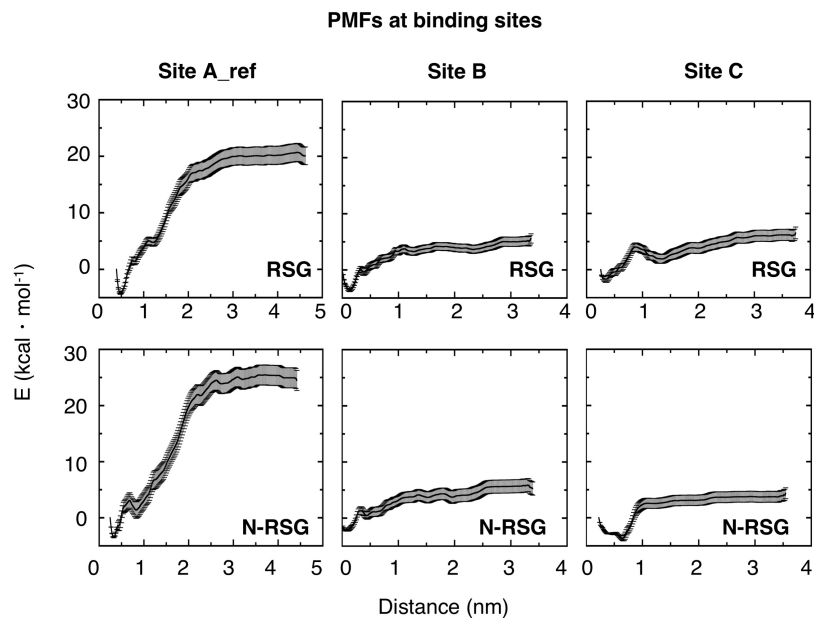 PMFs at binding sites
Site A_ref Site B Site C
30
20
10
0
RSG RSG RSG
0 1 2 3 4 5 0 1 2 3 4 0 1 2 3 4
E (kcal · mol-1)
30
20
10
0
N-RSG N-RSG N-RSG
0 1 2 3 4 5 0 1 2 3 4 0 1 2 3 4
Distance (nm)